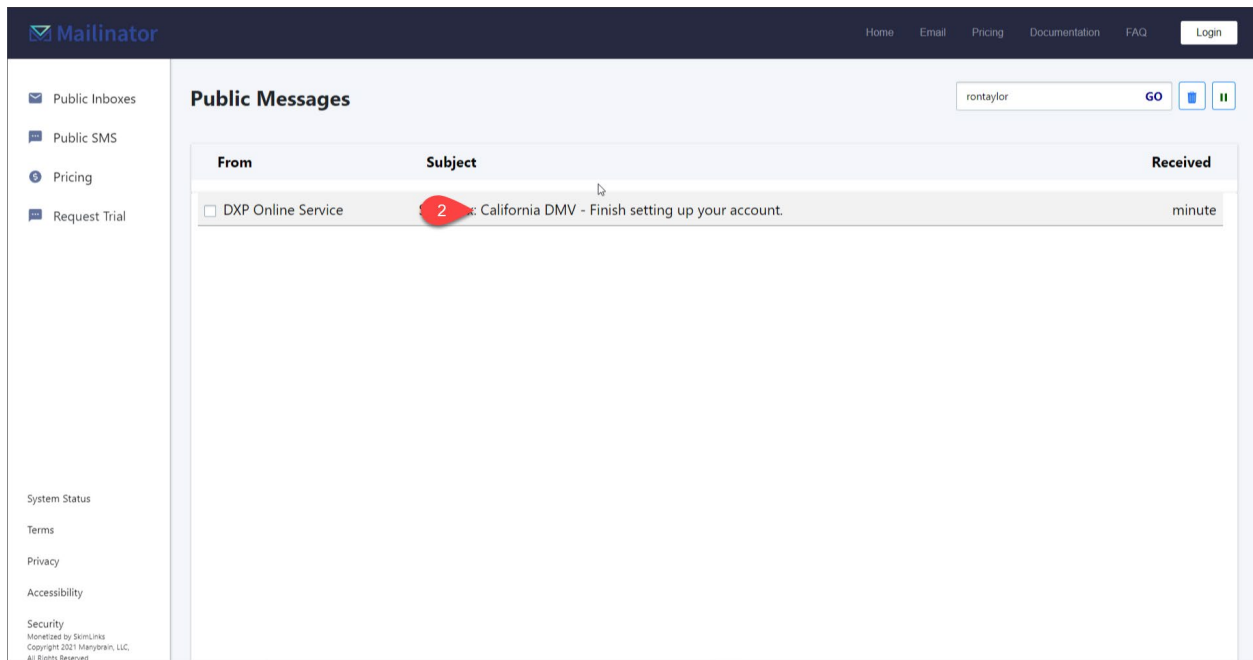 Mailinator
Home Email Pricing Documentation FAQ Login
Public Inboxes
Public SMS
Pricing
Request Trial
Public Messages
rontaylor GO
From Subject Received
DXP Online Service 2 California DMV - Finish setting up your account. minute
System Status
Terms
Privacy
Accessibility
Security
Monetized by SkimLinks
Copyright 2021 Manybrain, LLC,
All Rights Reserved